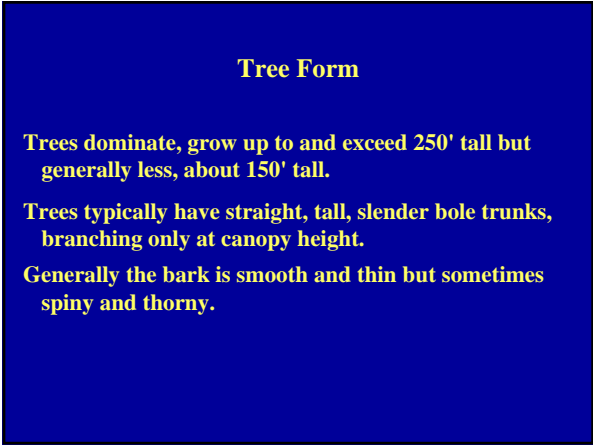 Tree Form
Trees dominate, grow up to and exceed 250' tall but
generally less, about 150' tall.
Trees typically have straight, tall, slender bole trunks,
branching only at canopy height.
Generally the bark is smooth and thin but sometimes
spiny and thorny.